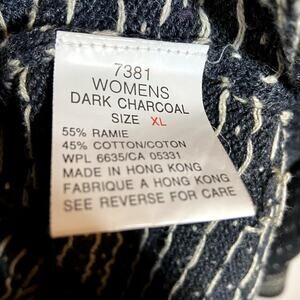 7381
WOMENS
DARK CHARCOAL
SIZE XL
55% RAMIE
45% COTTON/COTON
WPL 6635/CA 05331
MADE IN HONG KONG
FABRIQUE A HONG KONG
SEE REVERSE FOR CARE